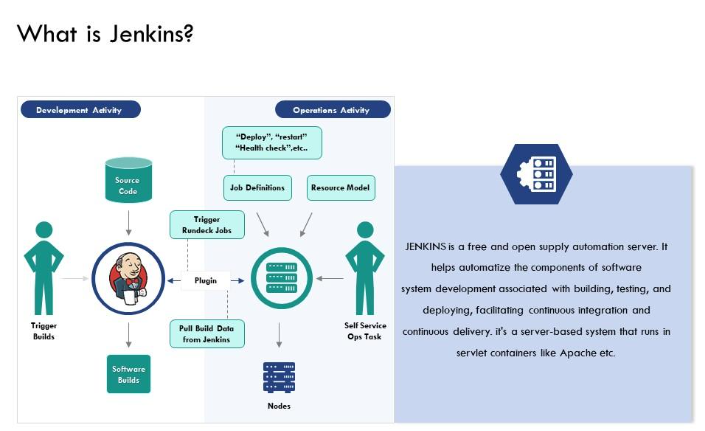 What is Jenkins?
Development Activity
Operations Activity
“Deploy”, “restart”
“Health check”,etc..
Source
Code
Job Definitions
Resource Model
Trigger
Rundeck Jobs
Plugin
Trigger
Builds
Pull Build Data
from Jenkins
Self Service
Ops Task
Software
Builds
Nodes
JENKINS is a free and open supply automation server. It
helps automatize the components of software
system development associated with building, testing, and
deploying, facilitating continuous integration and
continuous delivery. it's a server-based system that runs in
servlet containers like Apache etc.